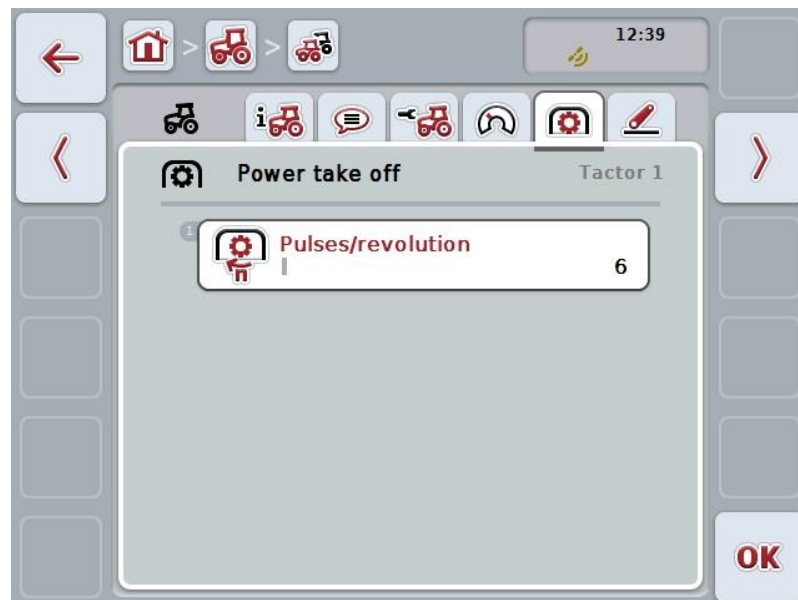 12:39
i
Power take off
Tactor 1
1
Pulses/revolution
n
6
OK